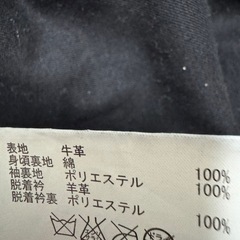 表地 牛革 100%
身頃裏地 綿 100%
袖裏地 ポリエステル
脱着衿 羊革 100%
脱着衿裏 ポリエステル